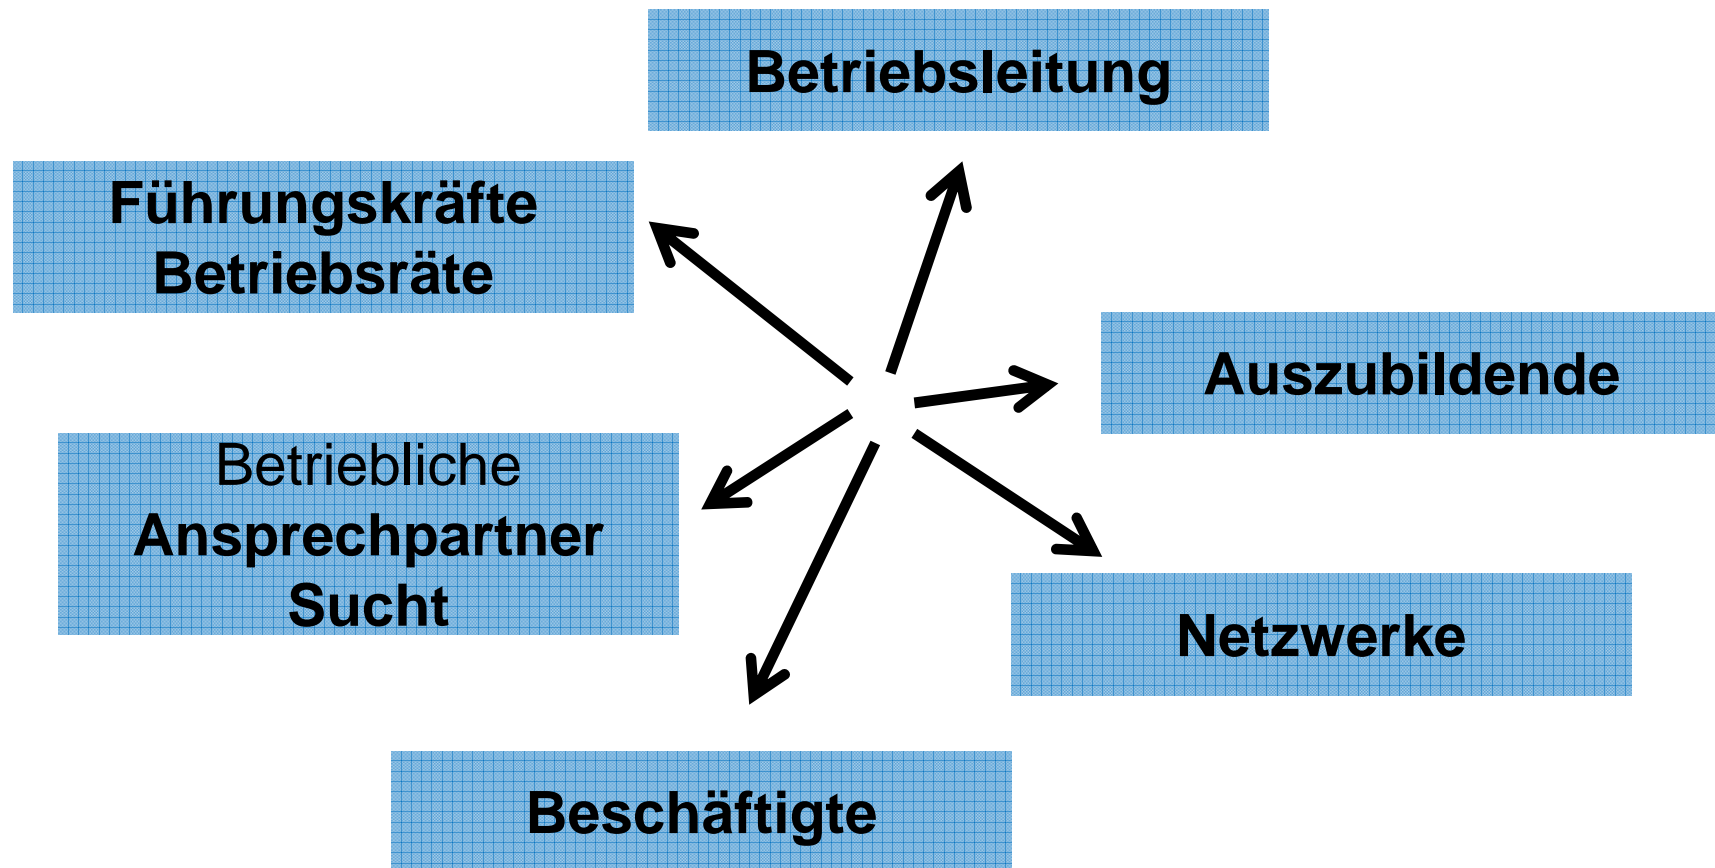 Betriebsleitung
Führungskräfte
Betriebsräte
Auszubildende
Betriebliche
Ansprechpartner
Sucht
Netzwerke
Beschäftigte